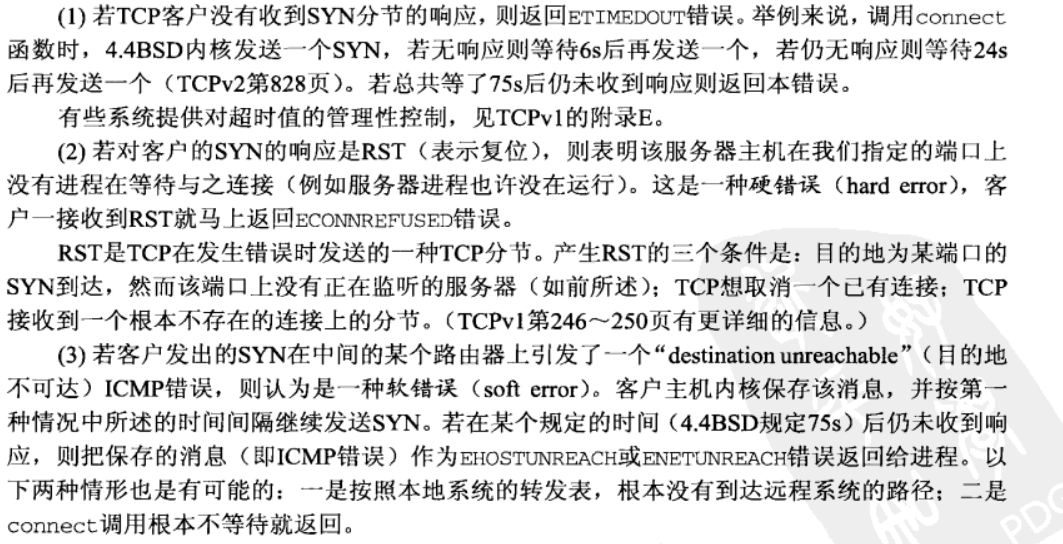 (1) 若TCP客户没有收到SYN分节的响应，则返回ETIMEDOUT错误。举例来说，调用connect
函数时，4.4BSD内核发送一个SYN，若无响应则等待6s后再发送一个，若仍无响应则等待24s
后再发送一个（TCPv2第828页）。若总共等了75s后仍未收到响应则返回本错误。
有些系统提供对超时值的管理性控制，见TCPv1的附录E。
(2) 若对客户的SYN的响应是RST（表示复位），则表明该服务器主机在我们指定的端口上
没有进程在等待与之连接（例如服务器进程也许没在运行）。这是一种硬错误（hard error），客
户一接收到RST就马上返回ECONNREFUSED错误。
RST是TCP在发生错误时发送的一种TCP分节。产生RST的三个条件是：目的地为某端口的
SYN到达，然而该端口上没有正在监听的服务器（如前所述）；TCP想取消一个已有连接；TCP
接收到一个根本不存在的连接上的分节。（TCPv1第246～250页有更详细的信息。）
(3) 若客户发出的SYN在中间的某个路由器上引发了一个“destination unreachable”（目的地
不可达）ICMP错误，则认为是一种软错误（soft error）。客户主机内核保存该消息，并按第一
种情况中所述的时间间隔继续发送SYN。若在某个规定的时间（4.4BSD规定75s）后仍未收到响
应，则把保存的消息（即ICMP错误）作为EHOSTUNREACH或ENETUNREACH错误返回给进程。以
下两种情形也是有可能的：一是按照本地系统的转发表，根本没有到达远程系统的路径；二是
connect调用根本不等待就返回。